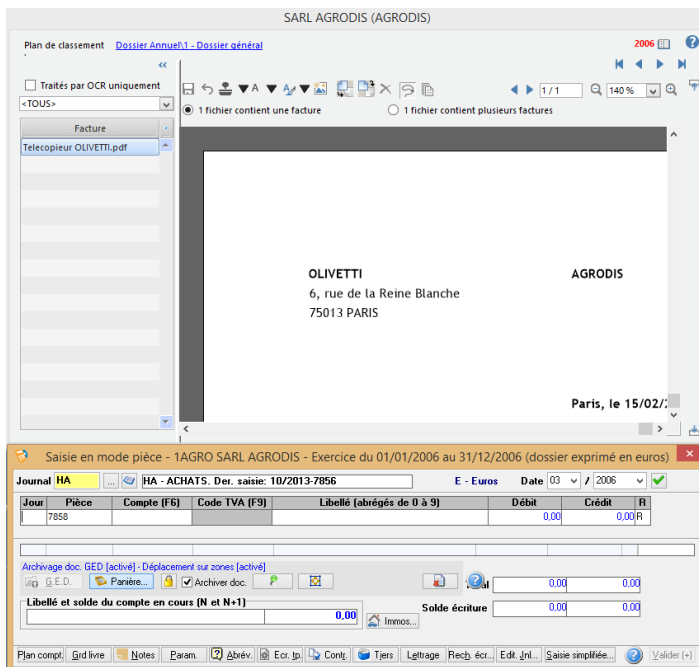 SARL AGRODIS (AGRODIS)
Plan de classement Dossier Annuel\1 - Dossier général
2006
Traités par OCR uniquement
<TOUS>
Facture
Telecopieur OLIVETTI.pdf
1 / 1
140 %
1 fichier contient une facture
1 fichier contient plusieurs factures
OLIVETTI
AGRODIS
6, rue de la Reine Blanche
75013 PARIS
Paris, le 15/02/
Saisie en mode pièce - 1AGRO SARL AGRODIS - Exercice du 01/01/2006 au 31/12/2006 (dossier exprimé en euros)
Journal HA ... HA - ACHATS. Der. saisie: 10/2013-7856 E - Euros Date 03 / 2006
Jour Pièce Compte (F6) Code TVA (F9) Libellé (abrégés de 0 à 9) Débit Crédit R
7858 0,00 0,00 R
Archivage doc. GED [activé] - Déplacement sur zones [activé]
G.E.D. Panière... Archiver doc.
0,00 0,00
Libellé et solde du compte en cours (N et N+1)
0,00
Immos...
Solde écriture 0,00 0,00
Plan compt. Grd livre Notes Param. Abrév. Ecr. tp. Contr. Tiers Lettrage Rech. écr... Edit. Jnl... Saisie simplifiée... Valider (+)